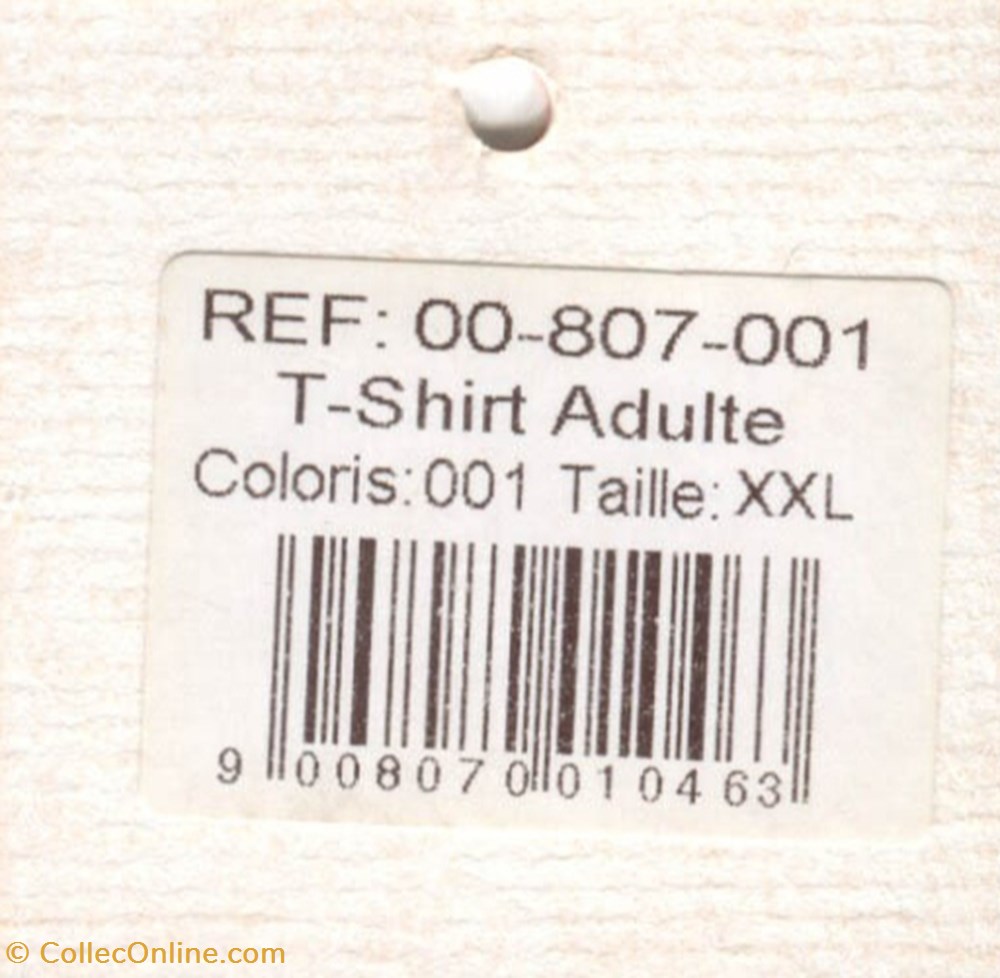 REF: 00-807-001
T-Shirt Adulte
Coloris: 001 Taille: XXL
9 008070 010463
© CollecOnline.com